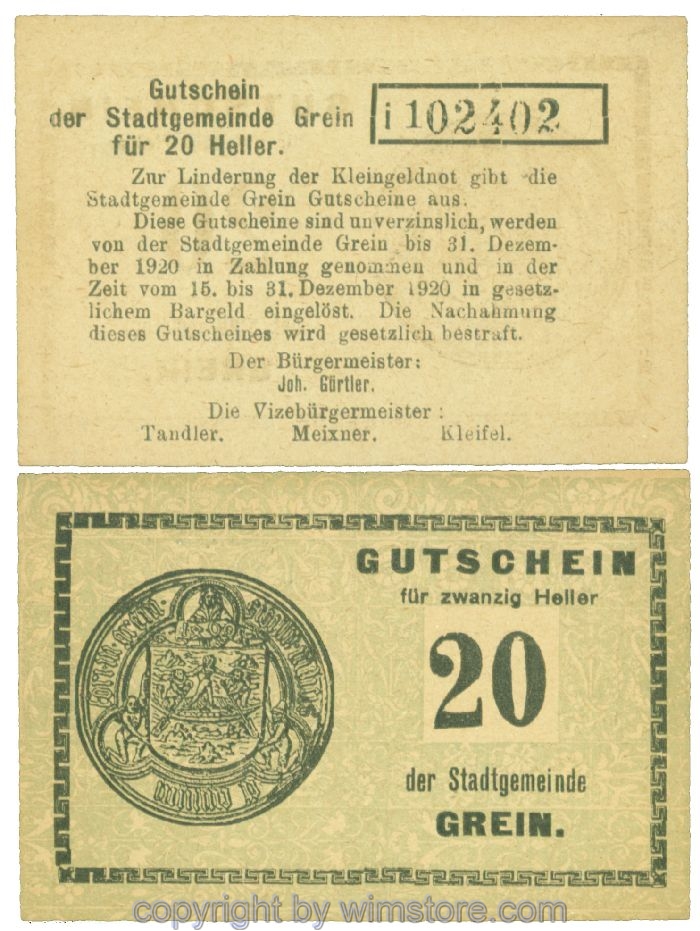 Gutschein
der Stadtgemeinde Grein
für 20 Heller.
i 102402
Zur Linderung der Kleingeldnot gibt die
Stadtgemeinde Grein Gutscheine aus.
Diese Gutscheine sind unverzinslich, werden
von der Stadtgemeinde Grein bis 31. Dezem-
ber 1920 in Zahlung genommen und in der
Zeit vom 15. bis 31. Dezember 1920 in gesetz-
lichem Bargeld eingelöst. Die Nachahmung
dieses Gutscheines wird gesetzlich bestraft.
Der Bürgermeister:
Joh. Gürtler.
Die Vizebürgermeister :
Tandler. Meixner. Kleifel.
GUTSCHEIN
für zwanzig Heller
20
der Stadtgemeinde
GREIN.
copyright by wimstore.com